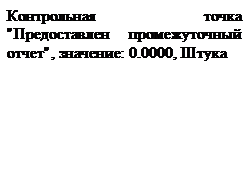 Контрольная точка
"Предоставлен промежуточный
отчет", значение: 0.0000, Штука